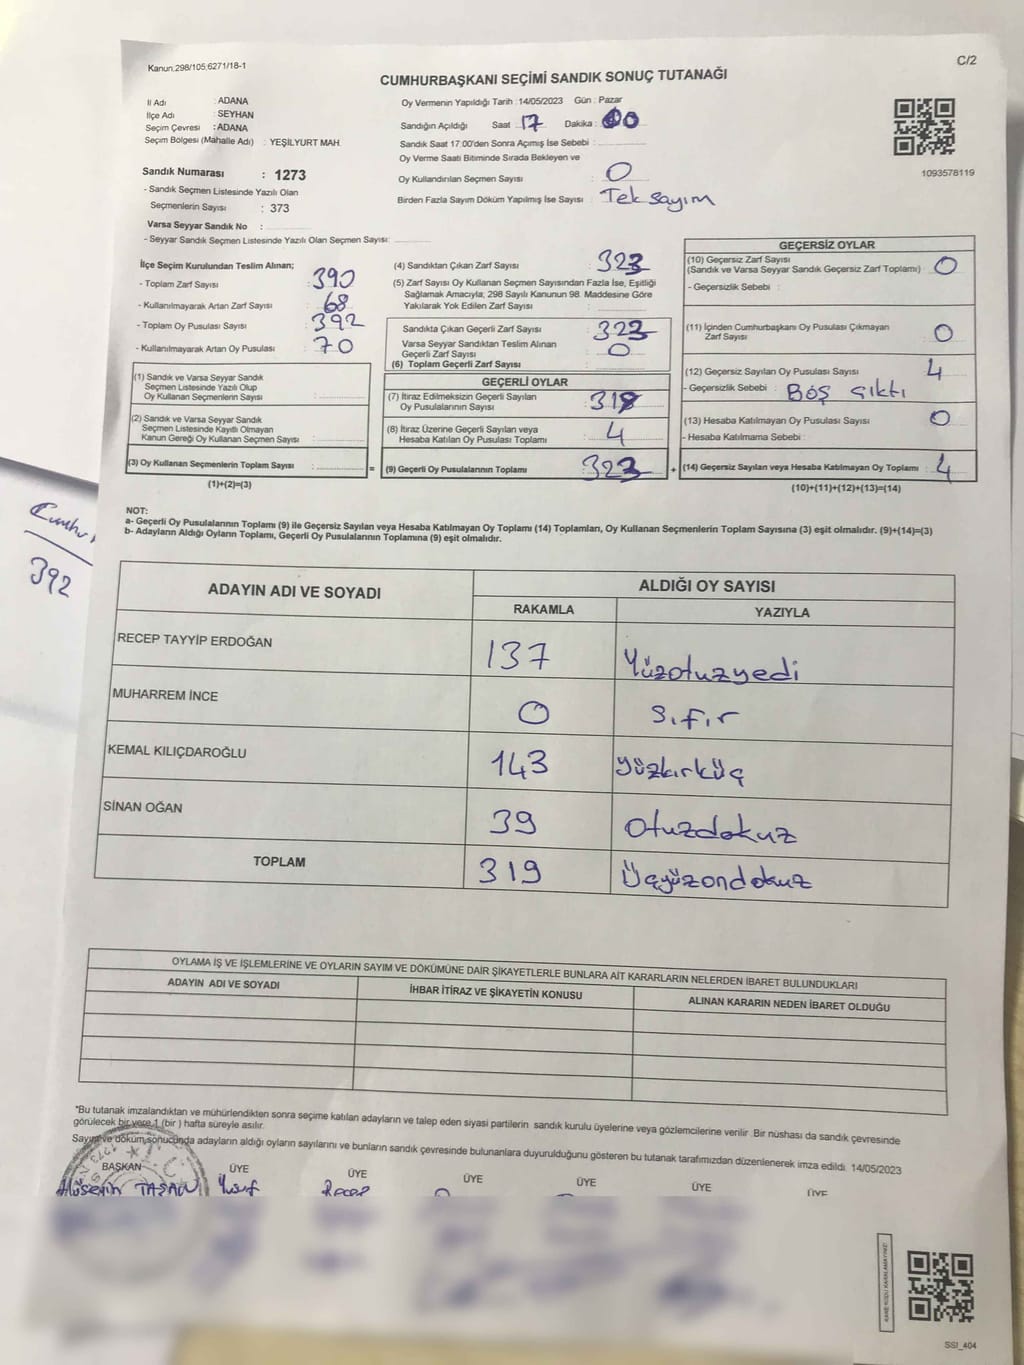 Kanun.298/105.6271/18-1
C/2
CUMHURBAŞKANI SEÇİMİ SANDIK SONUÇ TUTANAĞI
İl Adı : ADANA
İlçe Adı : SEYHAN
Seçim Çevresi : ADANA
Seçim Bölgesi (Mahalle Adı) : YEŞİLYURT MAH.
Oy Vermenin Yapıldığı Tarih : 14/05/2023 Gün : Pazar
Sandığın Açıldığı Saat 17 Dakika : 00
Sandık Saat 17.00'den Sonra Açımış İse Sebebi :
Oy Verme Saati Bitiminde Sırada Bekleyen ve
Oy Kullandırılan Seçmen Sayısı : 0
Birden Fazla Sayım Döküm Yapılmış İse Sayısı : Tek sayım
1093578119
Sandık Numarası : 1273
- Sandık Seçmen Listesinde Yazılı Olan
Seçmenlerin Sayısı : 373
Varsa Seyyar Sandık No :
- Seyyar Sandık Seçmen Listesinde Yazılı Olan Seçmen Sayısı:
İlçe Seçim Kurulundan Teslim Alınan;
- Toplam Zarf Sayısı : 390
- Kullanılmayarak Artan Zarf Sayısı : 68
- Toplam Oy Pusulası Sayısı : 392
- Kullanılmayarak Artan Oy Pusulası : 70
(1) Sandık ve Varsa Seyyar Sandık
Seçmen Listesinde Yazılı Olup
Oy Kullanan Seçmenlerin Sayısı :
(2) Sandık ve Varsa Seyyar Sandık
Seçmen Listesinde Kayıtlı Olmayan
Kanun Gereği Oy Kullanan Seçmen Sayısı :
(3) Oy Kullanan Seçmenlerin Toplam Sayısı : =
(1)+(2)=(3)
(4) Sandıktan Çıkan Zarf Sayısı : 323
(5) Zarf Sayısı Oy Kullanan Seçmen Sayısından Fazla İse, Eşitliği
Sağlamak Amacıyla, 298 Sayılı Kanunun 98. Maddesine Göre
Yakılarak Yok Edilen Zarf Sayısı :
Sandıkta Çıkan Geçerli Zarf Sayısı : 323
Varsa Seyyar Sandıktan Teslim Alınan
Geçerli Zarf Sayısı : 0
(6) Toplam Geçerli Zarf Sayısı :
GEÇERLİ OYLAR
(7) İtiraz Edilmeksizin Geçerli Sayılan
Oy Pusulalarının Sayısı :
(8) İtiraz Üzerine Geçerli Sayılan veya
Hesaba Katılan Oy Pusulası Toplamı : 4
(9) Geçerli Oy Pusulalarının Toplamı : 323 +
GEÇERSİZ OYLAR
(10) Geçersiz Zarf Sayısı
(Sandık ve Varsa Seyyar Sandık Geçersiz Zarf Toplamı) : 0
- Geçersizlik Sebebi :
(11) İçinden Cumhurbaşkanı Oy Pusulası Çıkmayan
Zarf Sayısı : 0
(12) Geçersiz Sayılan Oy Pusulası Sayısı : 4
- Geçersizlik Sebebi : Boş çıktı
(13) Hesaba Katılmayan Oy Pusulası Sayısı : 0
- Hesaba Katılmama Sebebi :
(14) Geçersiz Sayılan veya Hesaba Katılmayan Oy Toplamı : 4
(10)+(11)+(12)+(13)=(14)
392
NOT:
a- Geçerli Oy Pusulalarının Toplamı (9) ile Geçersiz Sayılan veya Hesaba Katılmayan Oy Toplamı (14) Toplamları, Oy Kullanan Seçmenlerin Toplam Sayısına (3) eşit olmalıdır. (9)+(14)=(3)
b- Adayların Aldığı Oyların Toplamı, Geçerli Oy Pusulalarının Toplamına (9) eşit olmalıdır.
ADAYIN ADI VE SOYADI
ALDIĞI OY SAYISI
RAKAMLA YAZIYLA
RECEP TAYYİP ERDOĞAN 137 Yüzotuzyedi
MUHARREM İNCE 0 Sıfır
KEMAL KILIÇDAROĞLU 143 Yüzkırküç
SİNAN OĞAN 39 Otuzdokuz
TOPLAM 319 Üçyüzondokuz
OYLAMA İŞ VE İŞLEMLERİNE VE OYLARIN SAYIM VE DÖKÜMÜNE DAİR ŞİKAYETLERLE BUNLARA AİT KARARLARIN NELERDEN İBARET BULUNDUKLARI
ADAYIN ADI VE SOYADI İHBAR İTİRAZ VE ŞİKAYETİN KONUSU ALINAN KARARIN NEDEN İBARET OLDUĞU
*Bu tutanak imzalandıktan ve mühürlendikten sonra seçime katılan adayların ve talep eden siyasi partilerin sandık kurulu üyelerine veya gözlemcilerine verilir. Bir nüshası da sandık çevresinde
görülecek bir yere 1 (bir) hafta süreyle asılır.
Sayım ve döküm sonucunda adayların aldığı oyların sayılarını ve bunların sandık çevresinde bulunanlara duyurulduğunu gösteren bu tutanak tarafımızdan düzenlenerek imza edildi. 14/05/2023
BAŞKAN ÜYE ÜYE ÜYE ÜYE ÜYE ÜYE
Hüseyin Yusuf Recep
SSI_404